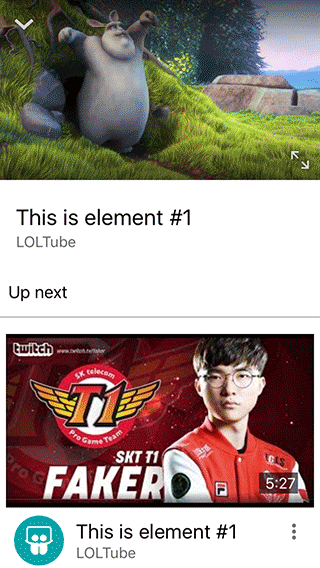 This is element #1
LOLTube
Up next
twitch www.twitch.tv/faker
SK telecom
T1
Pro Game Team
SKT T1
FAKER
5:27
This is element #1
LOLTube